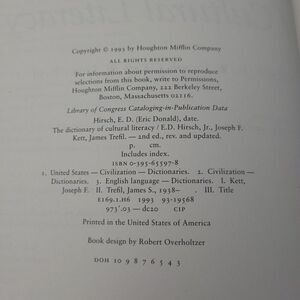 Copyright © 1993 by Houghton Mifflin Company
ALL RIGHTS RESERVED
For information about permission to reproduce
selections from this book, write to Permissions,
Houghton Mifflin Company, 222 Berkeley Street,
Boston, Massachusetts 02116.
Library of Congress Cataloging-in-Publication Data
Hirsch, E. D. (Eric Donald), date.
The dictionary of cultural literacy / E.D. Hirsch, Jr., Joseph F.
Kett, James Trefil. — 2nd ed., rev. and updated.
p. cm.
Includes index.
ISBN 0-395-65597-8
1. United States — Civilization — Dictionaries. 2. Civilization —
Dictionaries. 3. English language — Dictionaries. I. Kett,
Joseph F. II. Trefil, James S., 1938– . III. Title
E169.1.H6 1993 93-19568
973'.03 — dc20 CIP
Printed in the United States of America
Book design by Robert Overholtzer
DOH 10 9 8 7 6 5 4 3